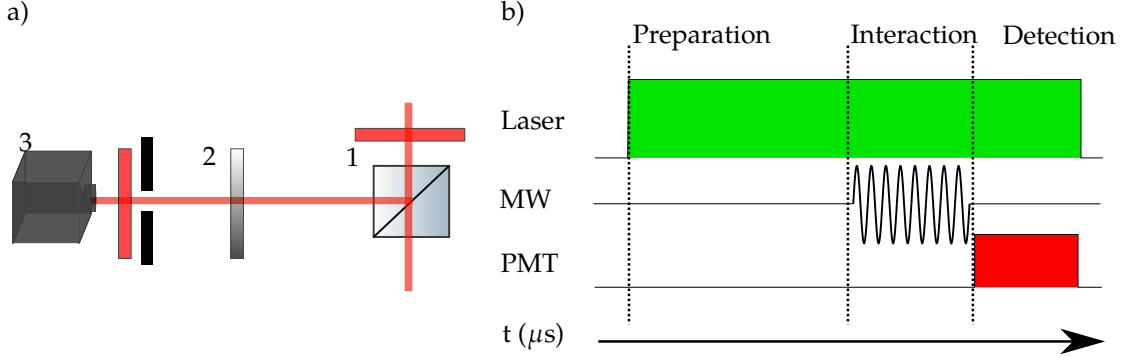 a)
3
2
1
b)
Preparation
Interaction
Detection
Laser
MW
PMT
t (μs)